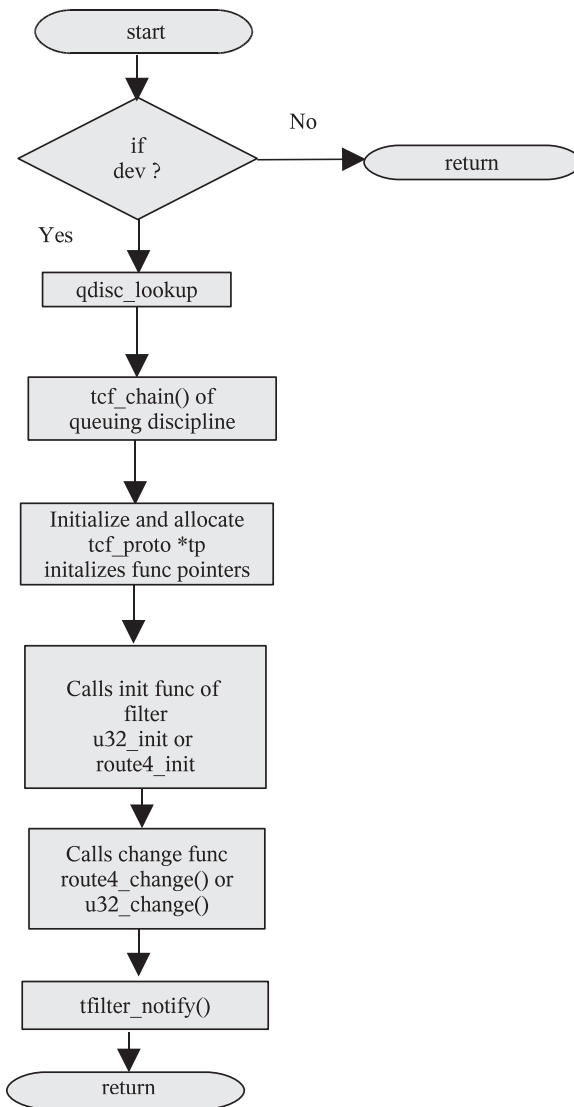 start
if
dev ?
No
return
Yes
qdisc_lookup
tcf_chain() of
queuing discipline
Initialize and allocate
tcf_proto *tp
initalizes func pointers
Calls init func of
filter
u32_init or
route4_init
Calls change func
route4_change() or
u32_change()
tfilter_notify()
return